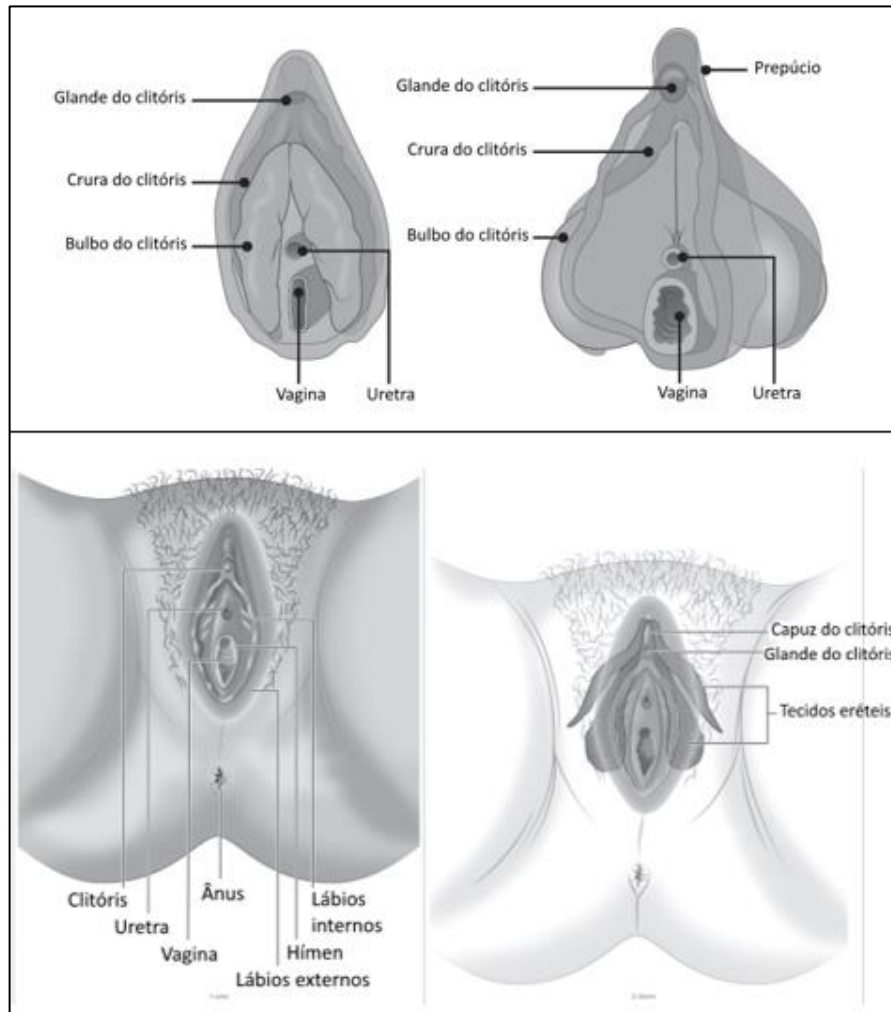 Glande do clitóris
Crura do clitóris
Bulbo do clitóris
Vagina
Uretra
Prepúcio
Glande do clitóris
Crura do clitóris
Bulbo do clitóris
Vagina
Uretra
Clitóris
Uretra
Vagina
Ânus
Lábios externos
Hímen
Lábios
internos
Capuz do clitóris
Glande do clitóris
Tecidos eréteis